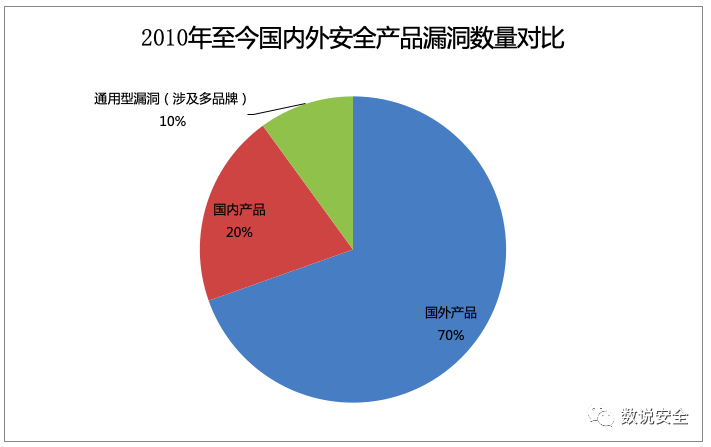 2010年至今国内外安全产品漏洞数量对比
通用型漏洞（涉及多品牌）
10%
国内产品
20%
国外产品
70%
数说安全